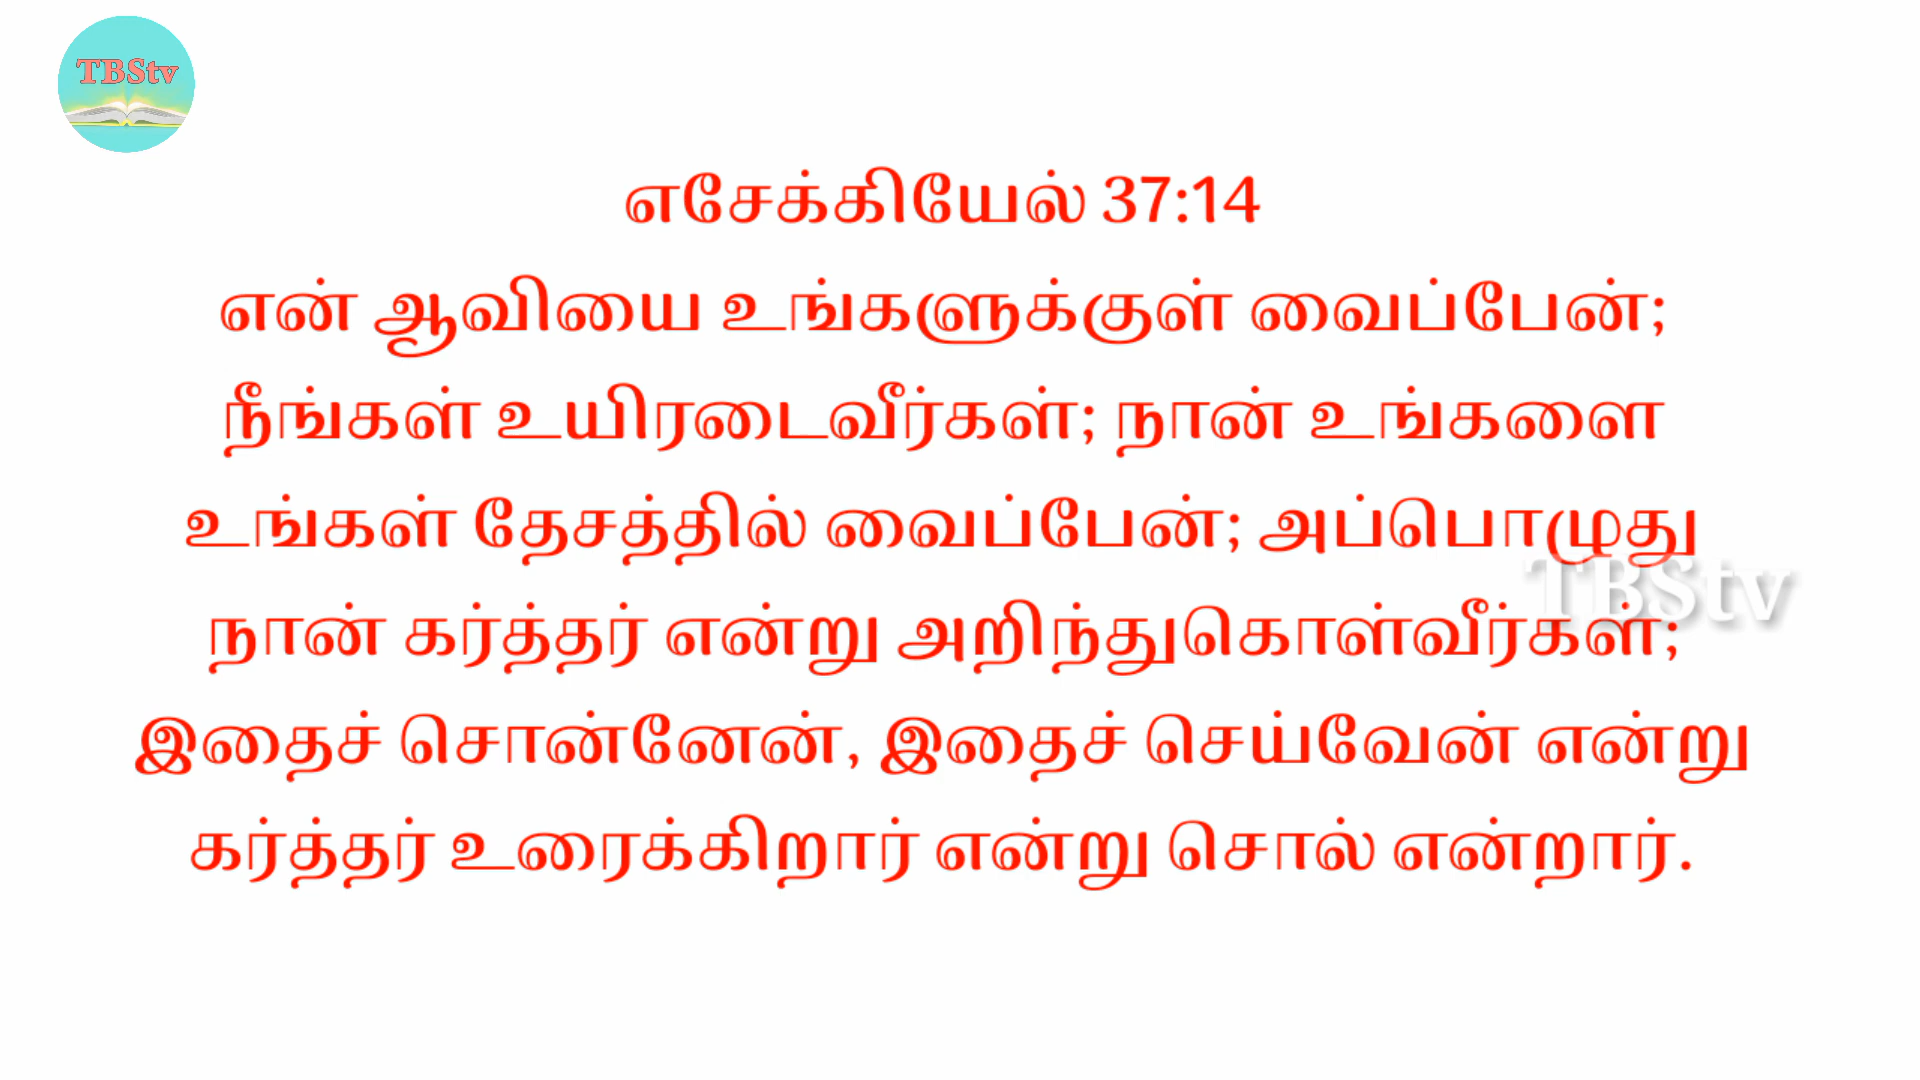 TBStv
எசேக்கியேல் 37:14
என் ஆவியை உங்களுக்குள் வைப்பேன்;
நீங்கள் உயிரடைவீர்கள்; நான் உங்களை
உங்கள் தேசத்தில் வைப்பேன்; அப்பொழுது
TBStv
நான் கர்த்தர் என்று அறிந்துகொள்வீர்கள்;
இதைச் சொன்னேன், இதைச் செய்வேன் என்று
கர்த்தர் உரைக்கிறார் என்று சொல் என்றார்.